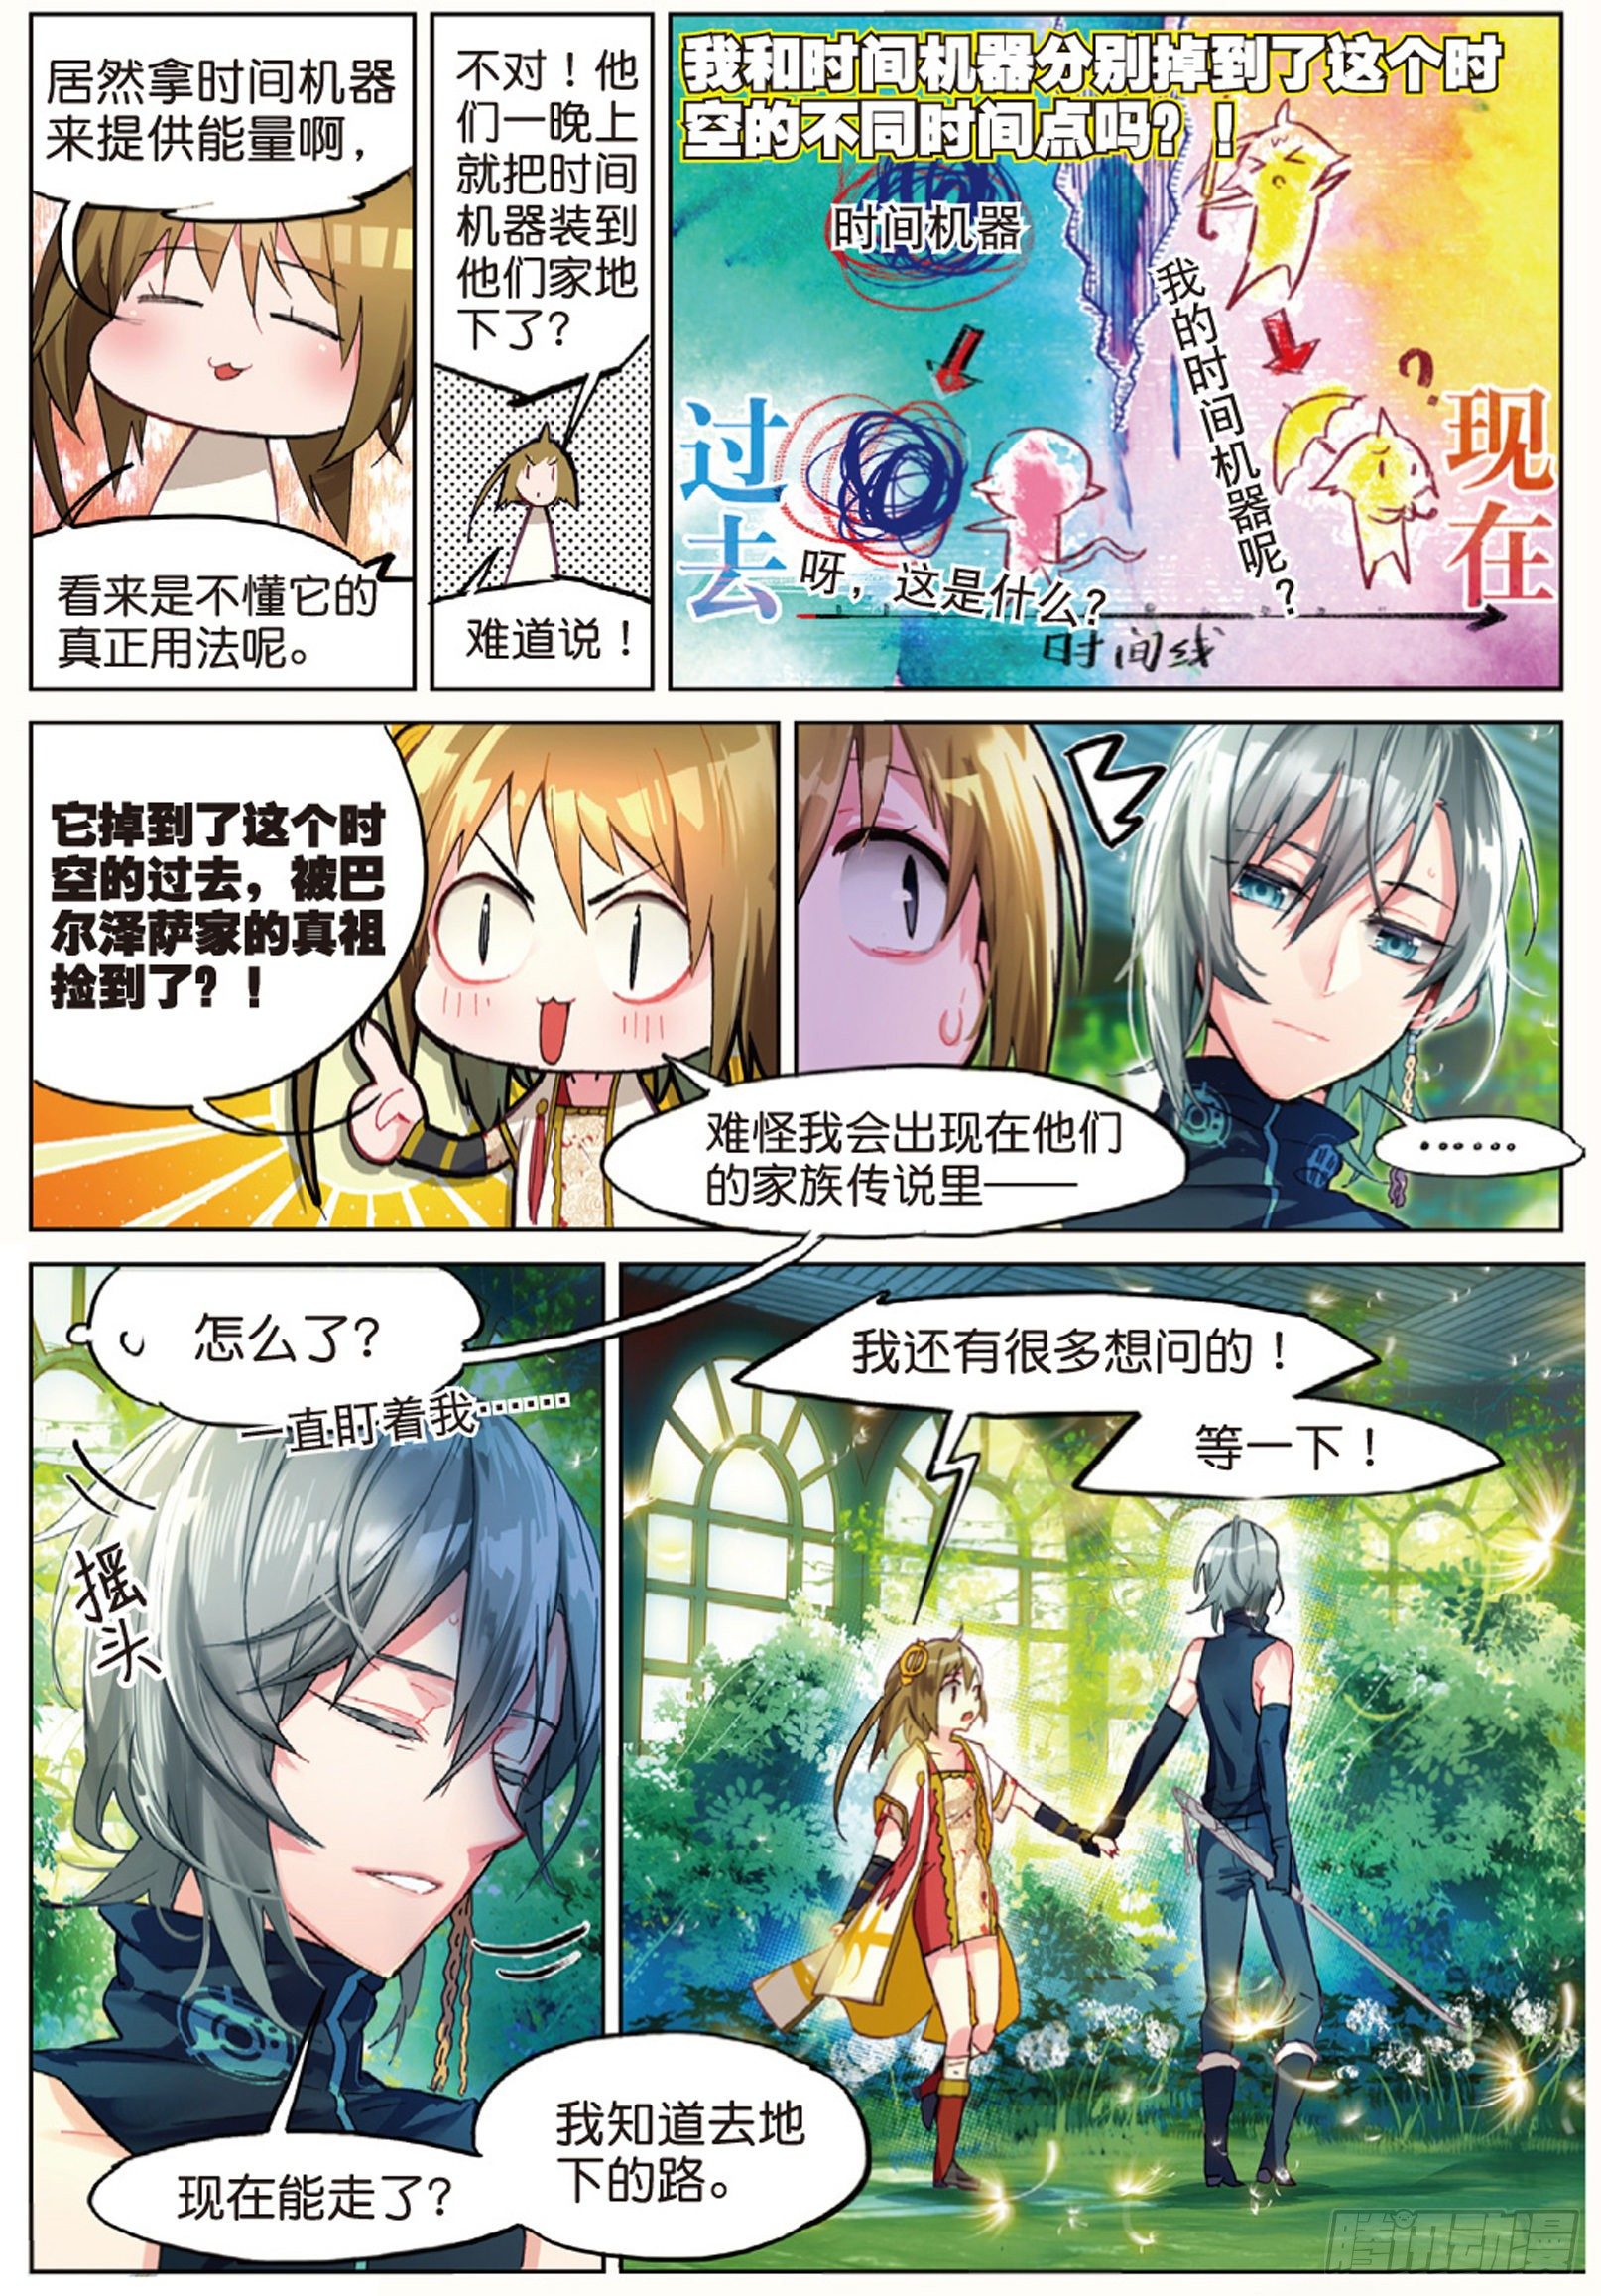 居然拿时间机器
来提供能量啊，
看来是不懂它的
真正用法呢。
不对！他
们一晚上
就把时间
机器装到
他们家地
下了？
难道说！
我和时间机器分别掉到了这个时
空的不同时间点吗？！
时间机器
我的时间机器呢？
过去
现在
呀，这是什么？
时间线
它掉到了这个时
空的过去，被巴
尔泽萨家的真祖
捡到了？！
难怪我会出现在他们
的家族传说里——
……
怎么了？
一直盯着我……
摇头
现在能走了？
我知道去地
下的路。
我还有很多想问的！
等一下！
腾讯动漫